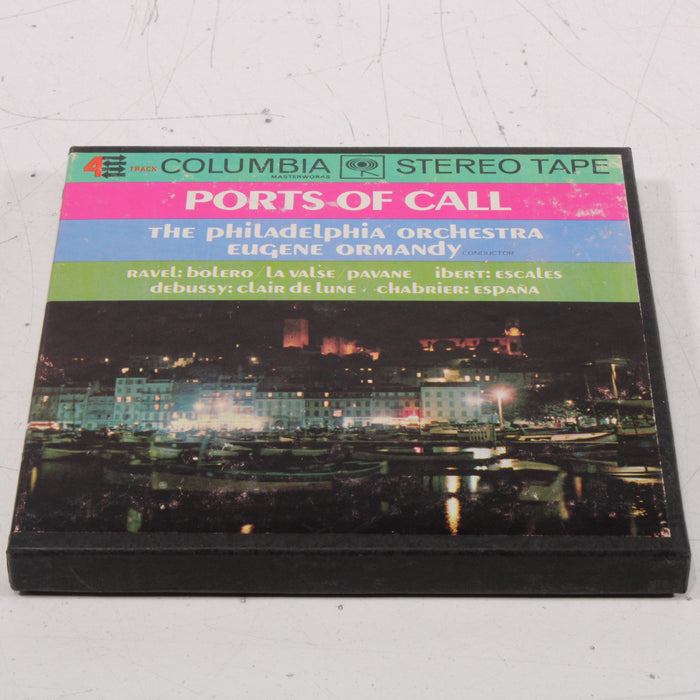 4 TRACK COLUMBIA STEREO TAPE
MASTERWORKS
PORTS OF CALL
The philadelphia orchestra
eugene ormandy CONDUCTOR
ravel: bolero/la valse/pavane ibert: escales
debussy: clair de lune · chabrier: españa